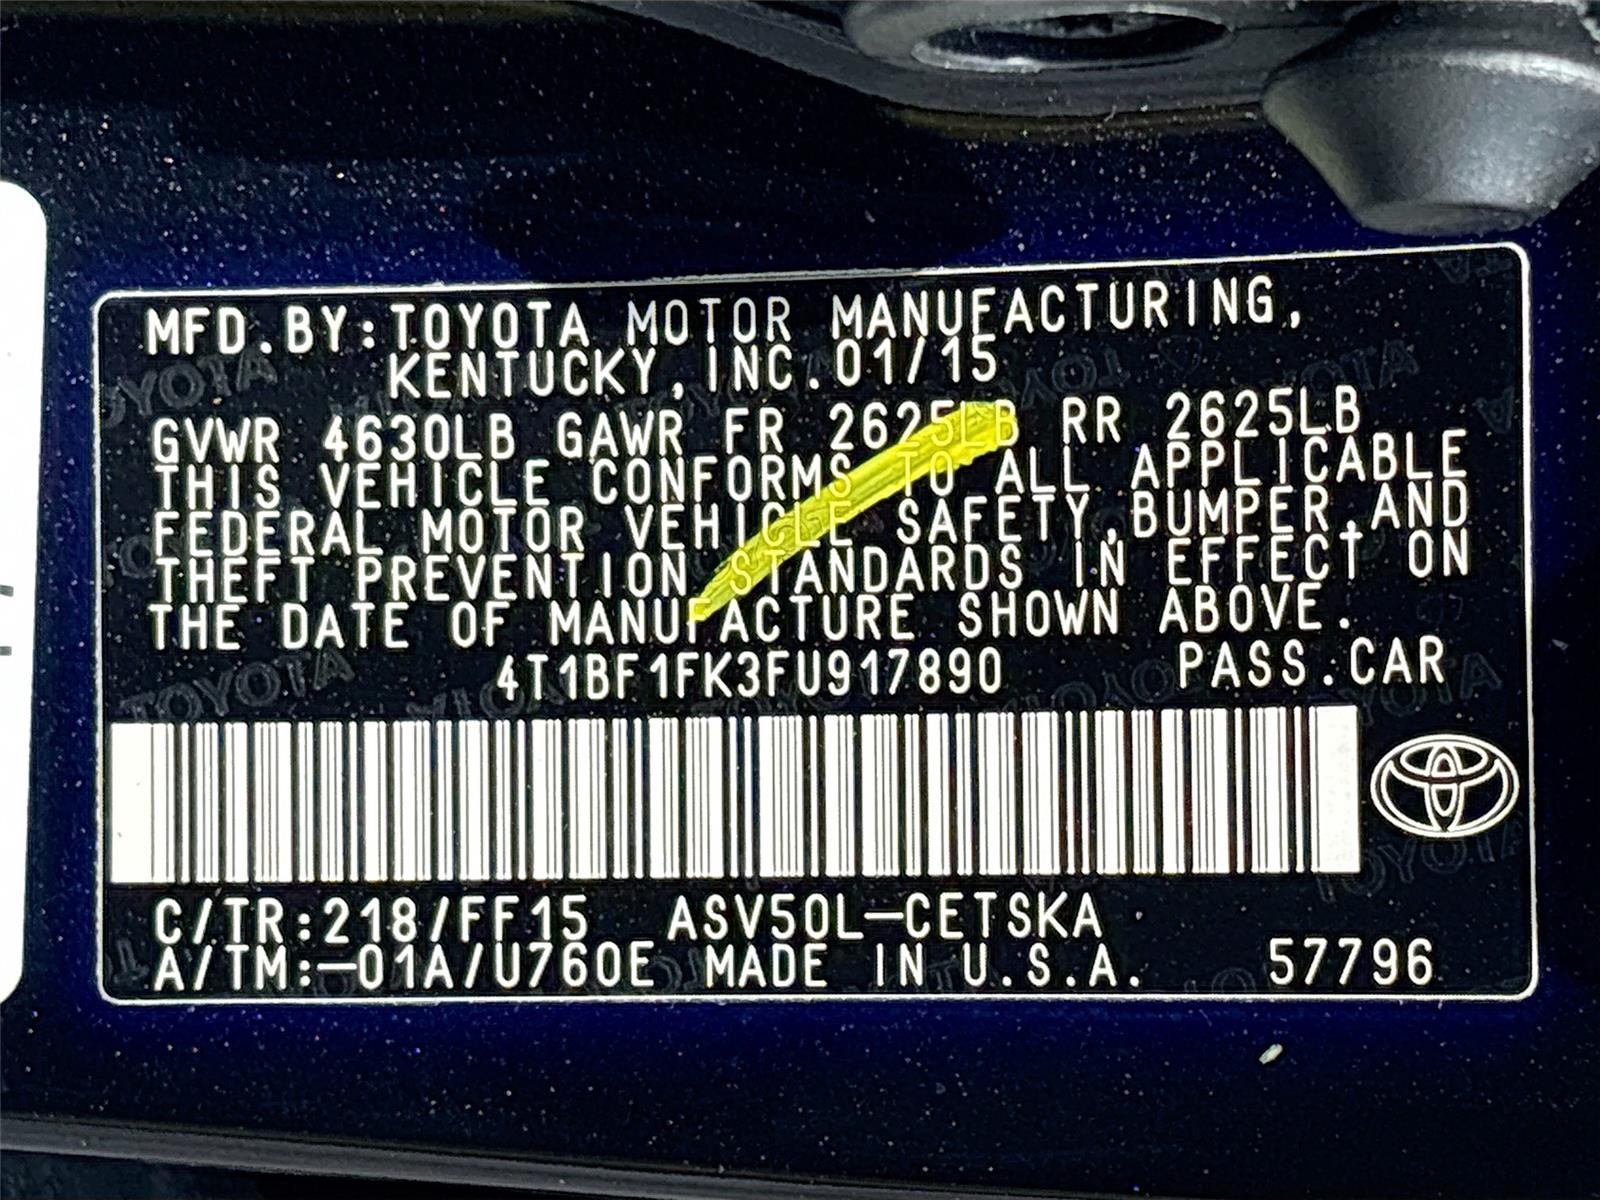 MFD.BY:TOYOTA MOTOR MANUFACTURING,
KENTUCKY,INC.01/15
GVWR 4630LB GAWR FR 2625LB RR 2625LB
THIS VEHICLE CONFORMS TO ALL APPLICABLE
FEDERAL MOTOR VEHICLE SAFETY,BUMPER,AND
THEFT PREVENTION STANDARDS IN EFFECT ON
THE DATE OF MANUFACTURE SHOWN ABOVE.
4T1BF1FK3FU917890 PASS.CAR
C/TR:218/FF15 ASV50L-CETSKA
A/TM:-01A/U760E MADE IN U.S.A. 57796